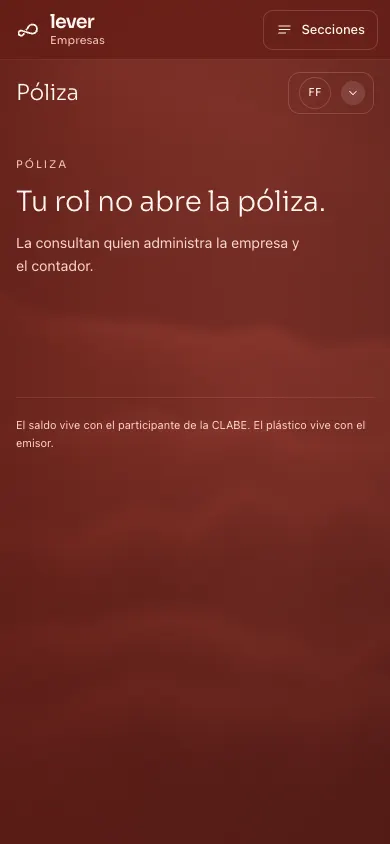 lever
Empresas
Secciones
Póliza
FF
PÓLIZA
Tu rol no abre la póliza.
La consultan quien administra la empresa y
el contador.
El saldo vive con el participante de la CLABE. El plástico vive con el
emisor.